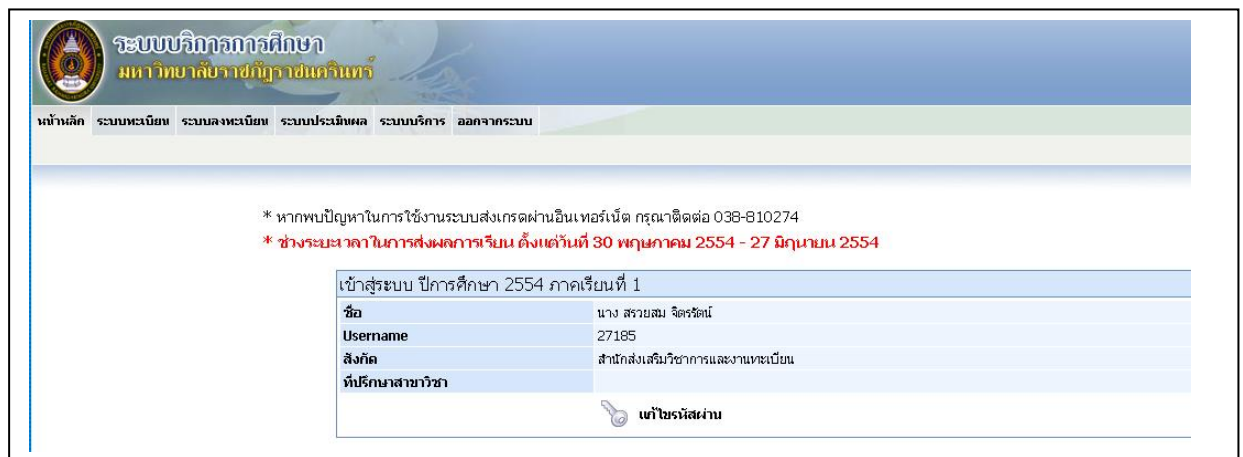 ระบบบริการการศึกษา
มหาวิทยาลัยราชภัฏราชนครินทร์
หน้าหลัก ระบบทะเบียน ระบบลงทะเบียน ระบบประเมินผล ระบบบริการ ออกจากระบบ
* หากพบปัญหาในการใช้งานระบบส่งเกรดผ่านอินเทอร์เน็ต กรุณาติดต่อ 038-810274
* ช่วงระยะเวลาในการส่งผลการเรียน ตั้งแต่วันที่ 30 พฤษภาคม 2554 - 27 มิถุนายน 2554
เข้าสู่ระบบ ปีการศึกษา 2554 ภาคเรียนที่ 1
ชื่อ นาง สรวยสม จิตรรัตน์
Username 27185
สังกัด สำนักส่งเสริมวิชาการและงานทะเบียน
ที่ปรึกษาสาขาวิชา
แก้ไขรหัสผ่าน